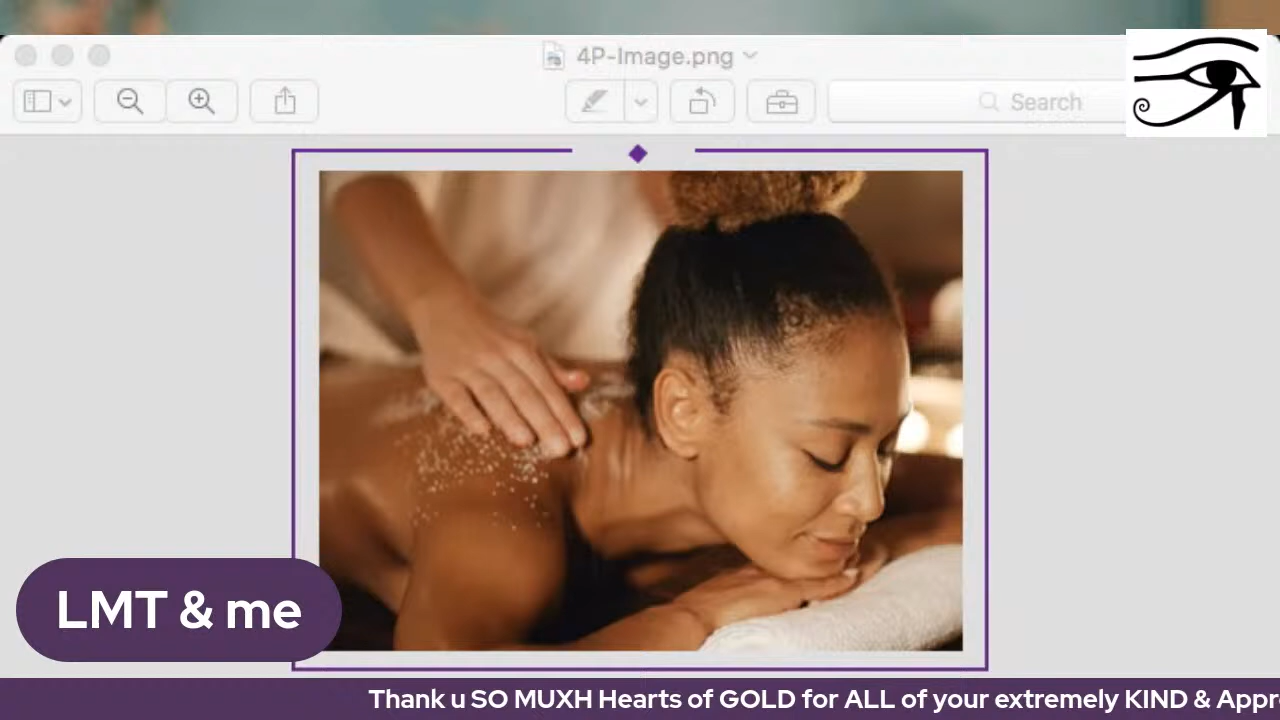 4P-Image.png
Search
LMT & me
Thank u SO MUXH Hearts of GOLD for ALL of your extremely KIND & Appr